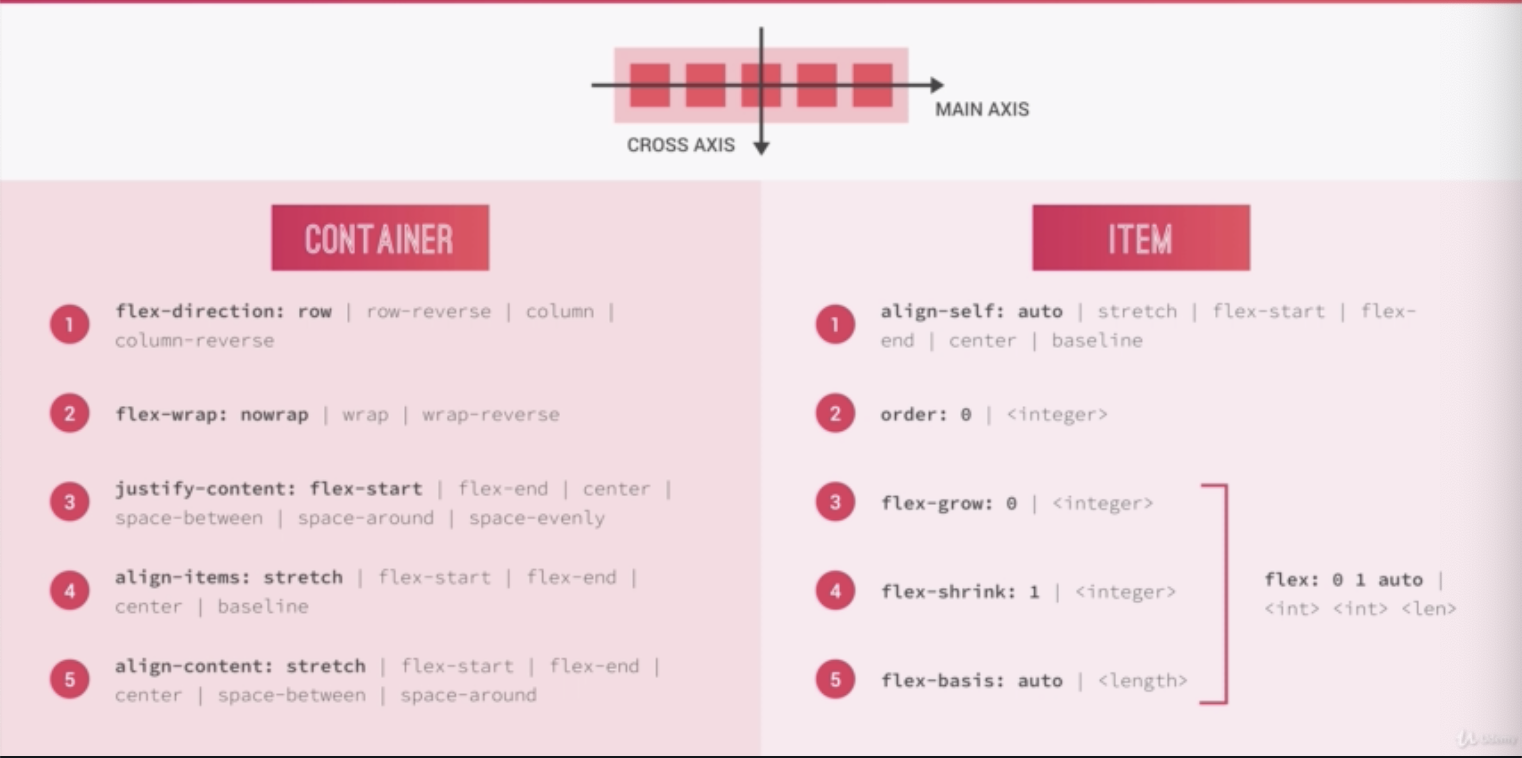 MAIN AXIS
CROSS AXIS
CONTAINER
1
flex-direction: row | row-reverse | column |
column-reverse
2
flex-wrap: nowrap | wrap | wrap-reverse
3
justify-content: flex-start | flex-end | center |
space-between | space-around | space-evenly
4
align-items: stretch | flex-start | flex-end |
center | baseline
5
align-content: stretch | flex-start | flex-end |
center | space-between | space-around
ITEM
1
align-self: auto | stretch | flex-start | flex-
end | center | baseline
2
order: 0 | <integer>
3
flex-grow: 0 | <integer>
4
flex-shrink: 1 | <integer>
5
flex-basis: auto | <length>
flex: 0 1 auto |
<int> <int> <len>
Udemy